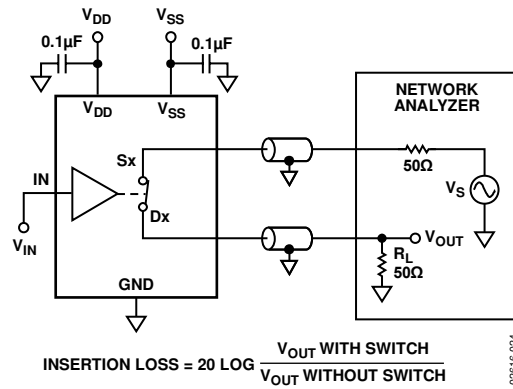 VDD
VSS
0.1µF
0.1µF
VDD
VSS
NETWORK
ANALYZER
Sx
50Ω
VS
IN
Dx
VOUT
VIN
RL
50Ω
GND
INSERTION LOSS = 20 LOG VOUT WITH SWITCH
VOUT WITHOUT SWITCH